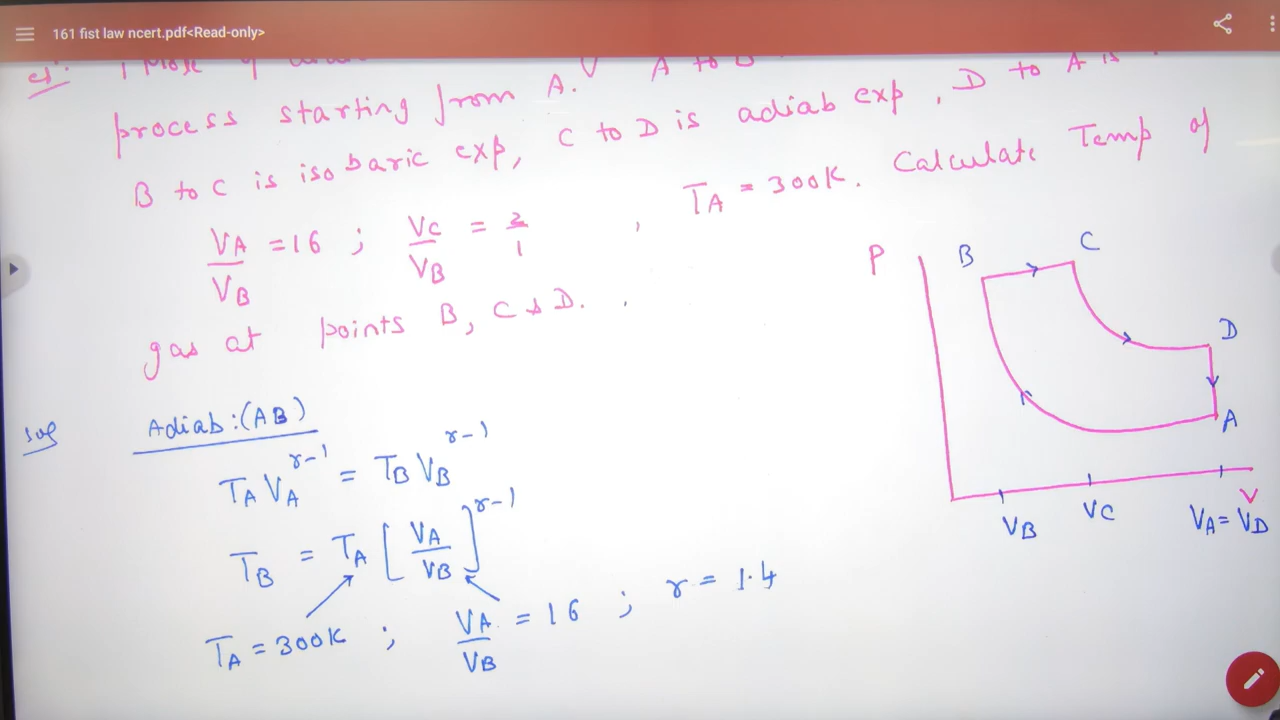 161 fist law ncert.pdf<Read-only>
ex:
process starting from A. A to B
B to C is isobaric exp, C to D is adiab exp, D to A is
VA/VB = 16 ; VC/VB = 2/1 , TA = 300K. Calculate Temp of
gas at points B, C & D.
P
B
C
D
A
V
VB
VC
VA = VD
Sol
Adiab:(AB)
TA VA^γ-1 = TB VB^γ-1
TB = TA [VA/VB]^γ-1
TA = 300K ; VA/VB = 16 ; γ = 1.4